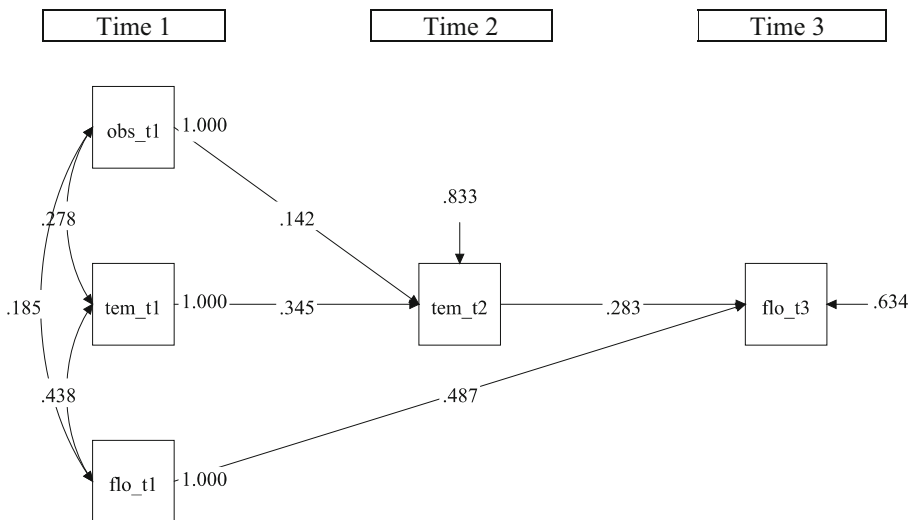 Time 1 Time 2 Time 3
obs_t1 1.000
.833
.278 .142
.185 tem_t1 1.000 .345 tem_t2 .283 flo_t3 .634
.438 .487
flo_t1 1.000